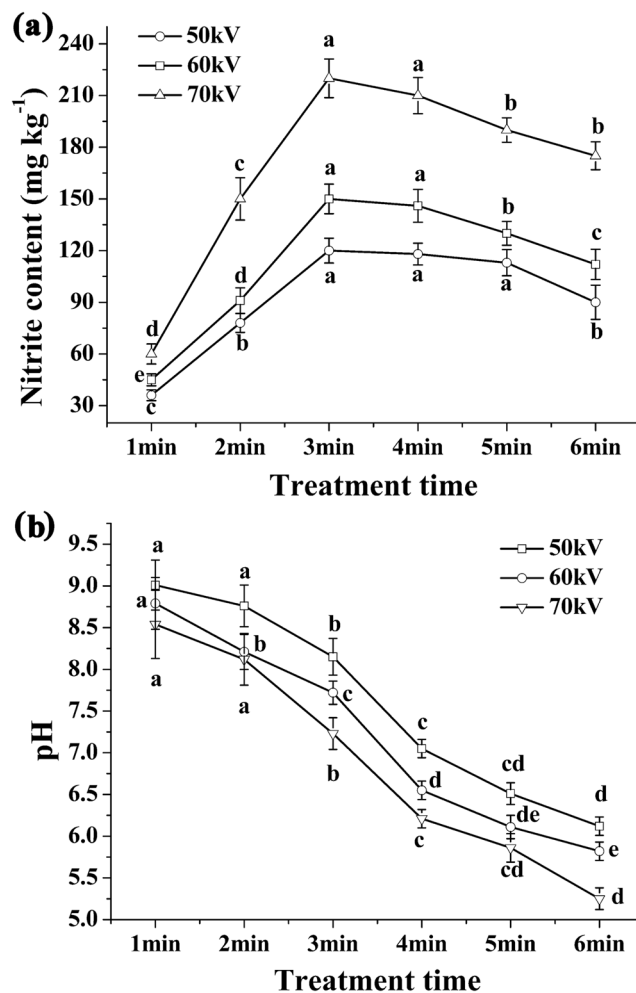 (a)
50kV
60kV
70kV
Nitrite content (mg kg⁻¹)
240
210
180
150
120
90
60
30
a
a
b
b
c
d
a
a
b
c
d
e
a
a
a
b
b
c
1min 2min 3min 4min 5min 6min
Treatment time
(b)
50kV
60kV
70kV
pH
9.5
9.0
8.5
8.0
7.5
7.0
6.5
6.0
5.5
5.0
a
a
b
c
cd
d
a
b
c
d
de
e
a
a
b
c
cd
d
1min 2min 3min 4min 5min 6min
Treatment time